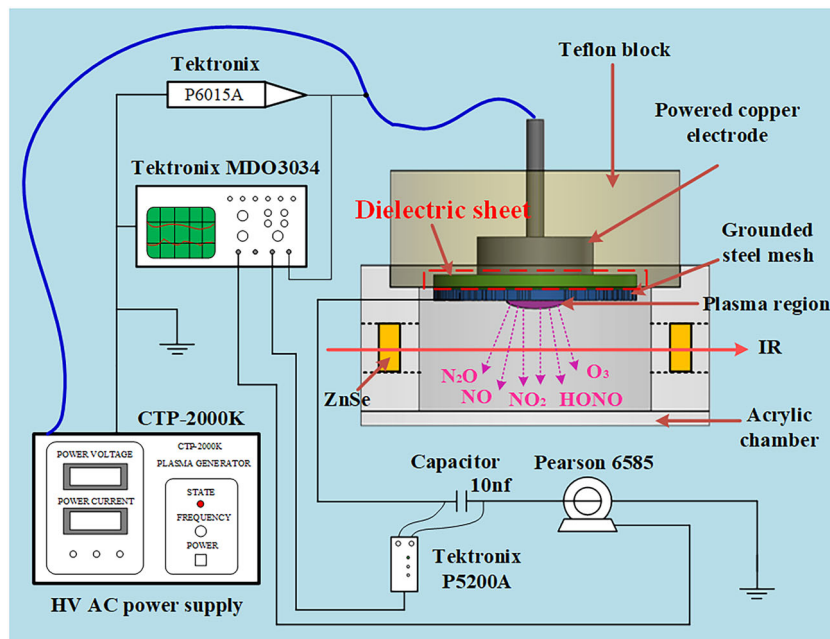 Teflon block
Tektronix
P6015A
Powered copper
electrode
Tektronix MDO3034
Dielectric sheet
Grounded
steel mesh
Plasma region
IR
N₂O
O₃
NO
NO₂
HONO
ZnSe
Acrylic
chamber
CTP-2000K
CTP-2000K
POWER VOLTAGE
PLASMA GENERATOR
Capacitor
10nf
Pearson 6585
POWER CURRENT
STATE
FREQUENCY
POWER
Tektronix
P5200A
HV AC power supply